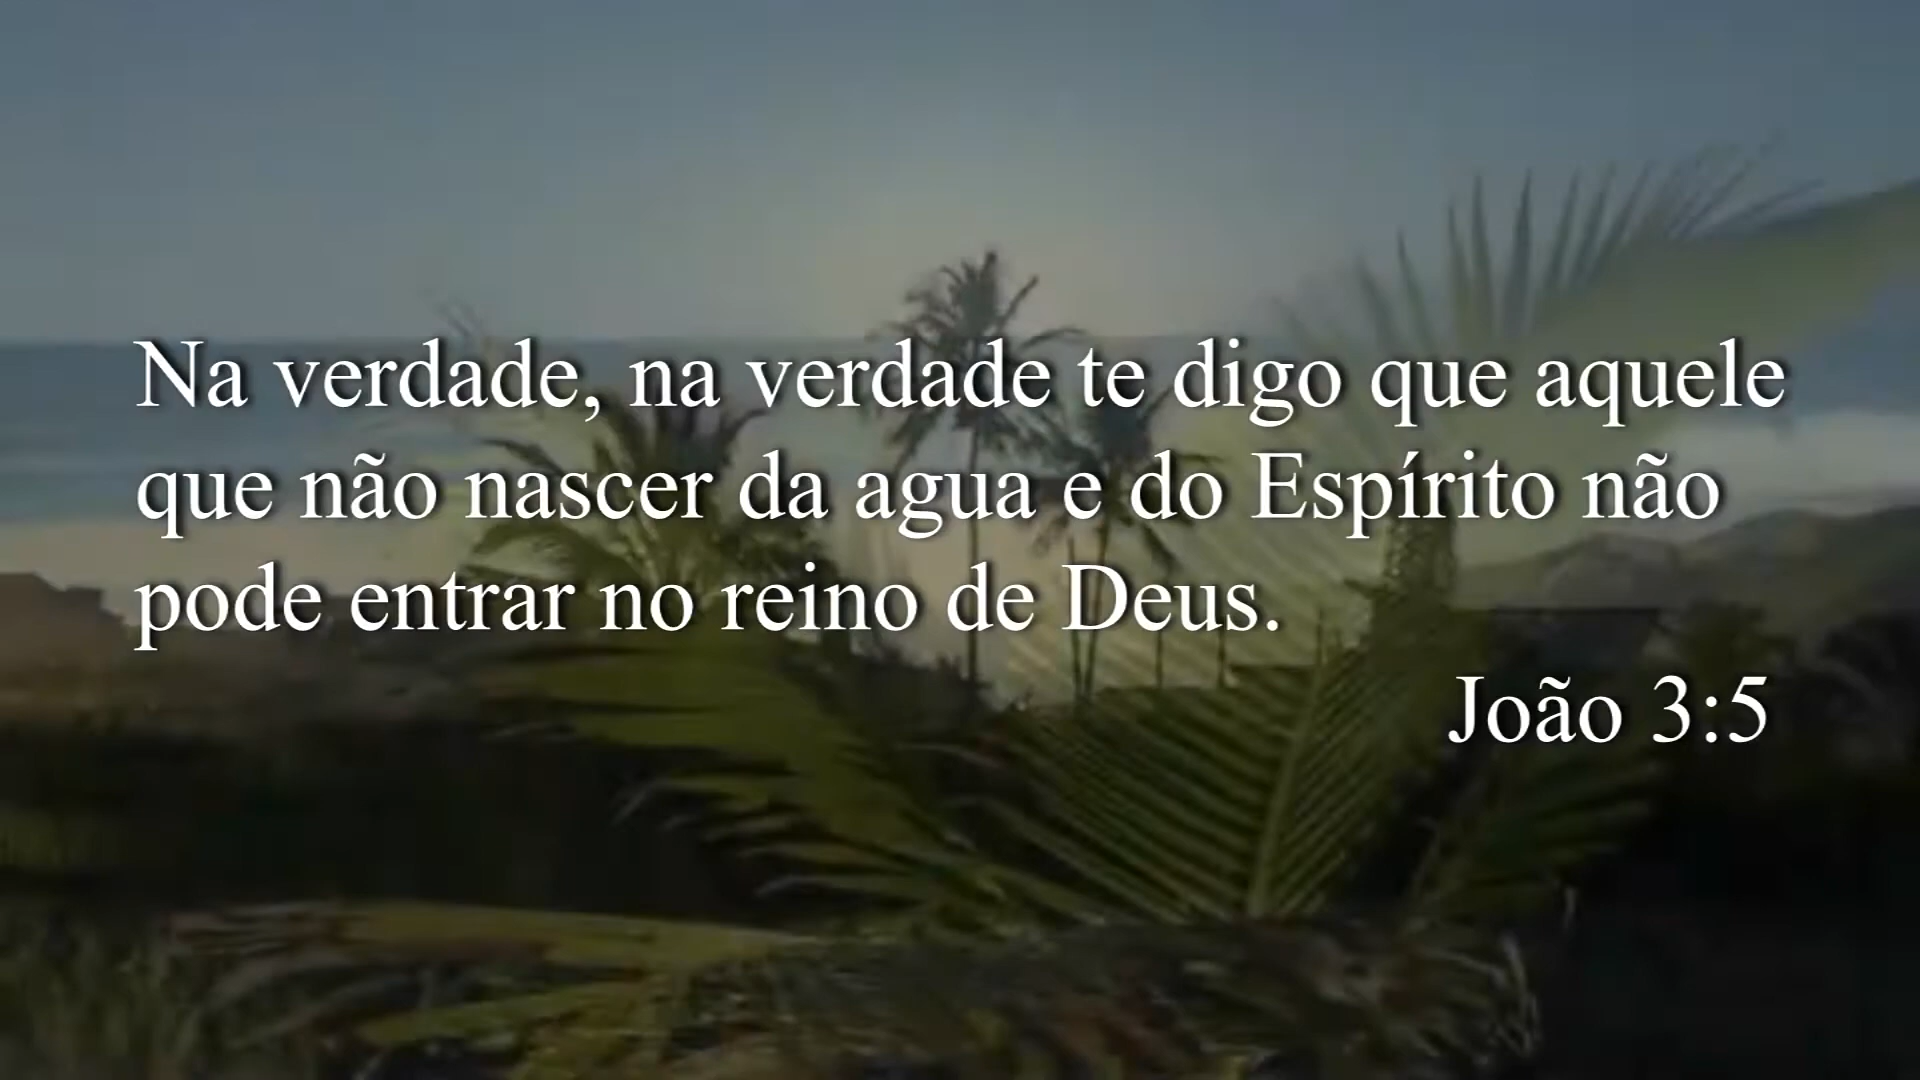 Na verdade, na verdade te digo que aquele
que não nascer da agua e do Espírito não
pode entrar no reino de Deus.
João 3:5